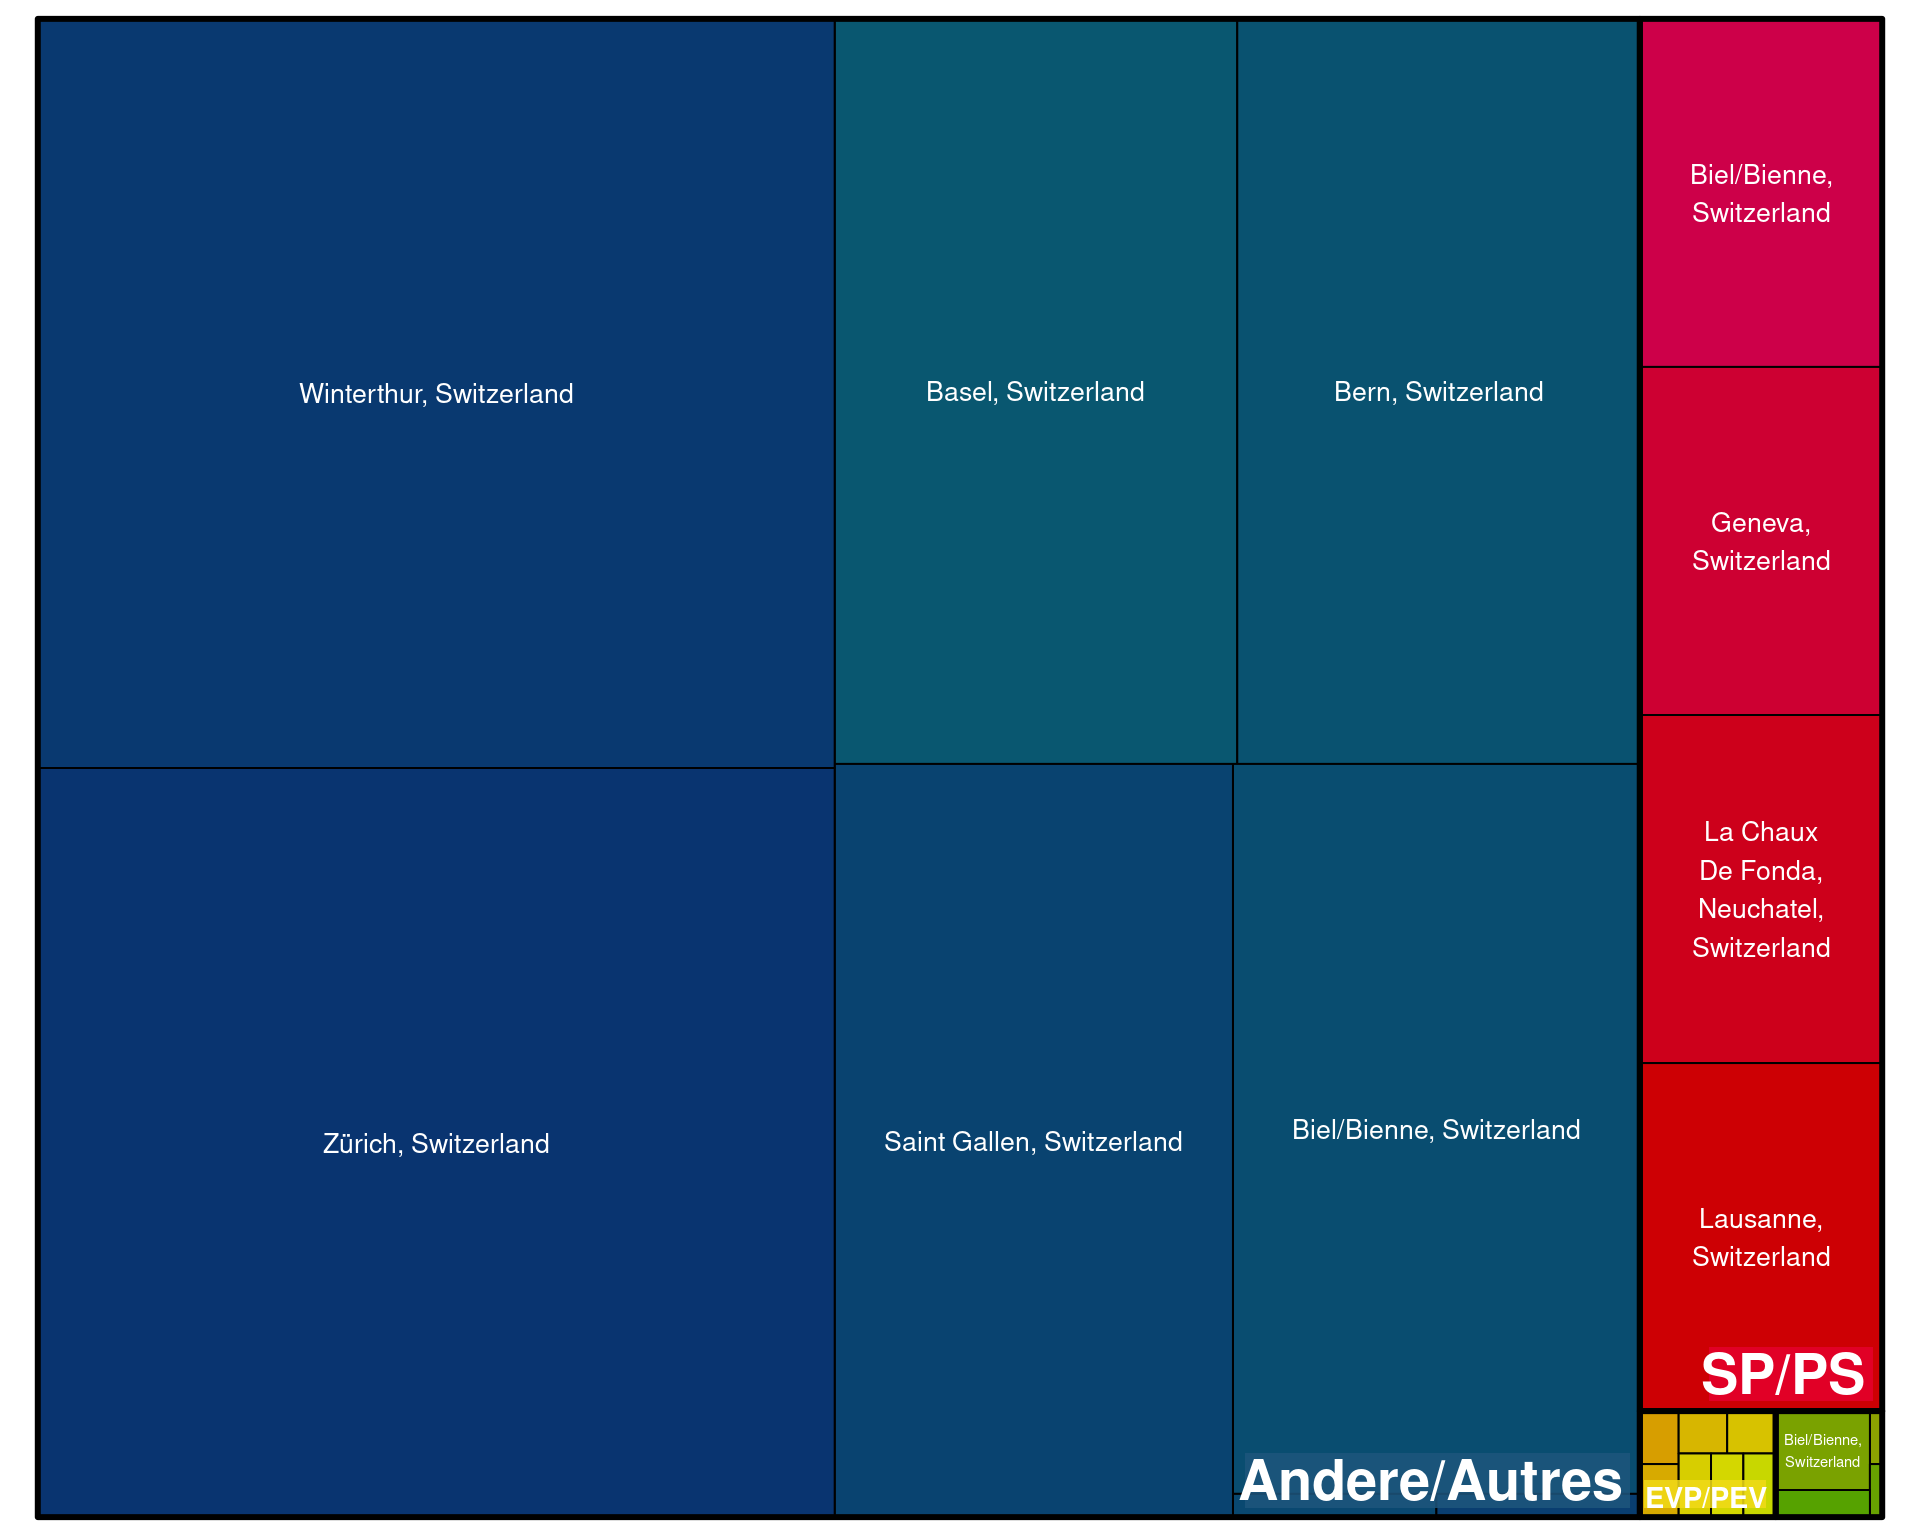 Winterthur, Switzerland
Basel, Switzerland
Bern, Switzerland
Biel/Bienne,
Switzerland
Geneva,
Switzerland
La Chaux
De Fonda,
Neuchatel,
Switzerland
Zürich, Switzerland
Saint Gallen, Switzerland
Biel/Bienne, Switzerland
Lausanne,
Switzerland
SP/PS
Andere/Autres
EVP/PEV
Biel/Bienne,
Switzerland